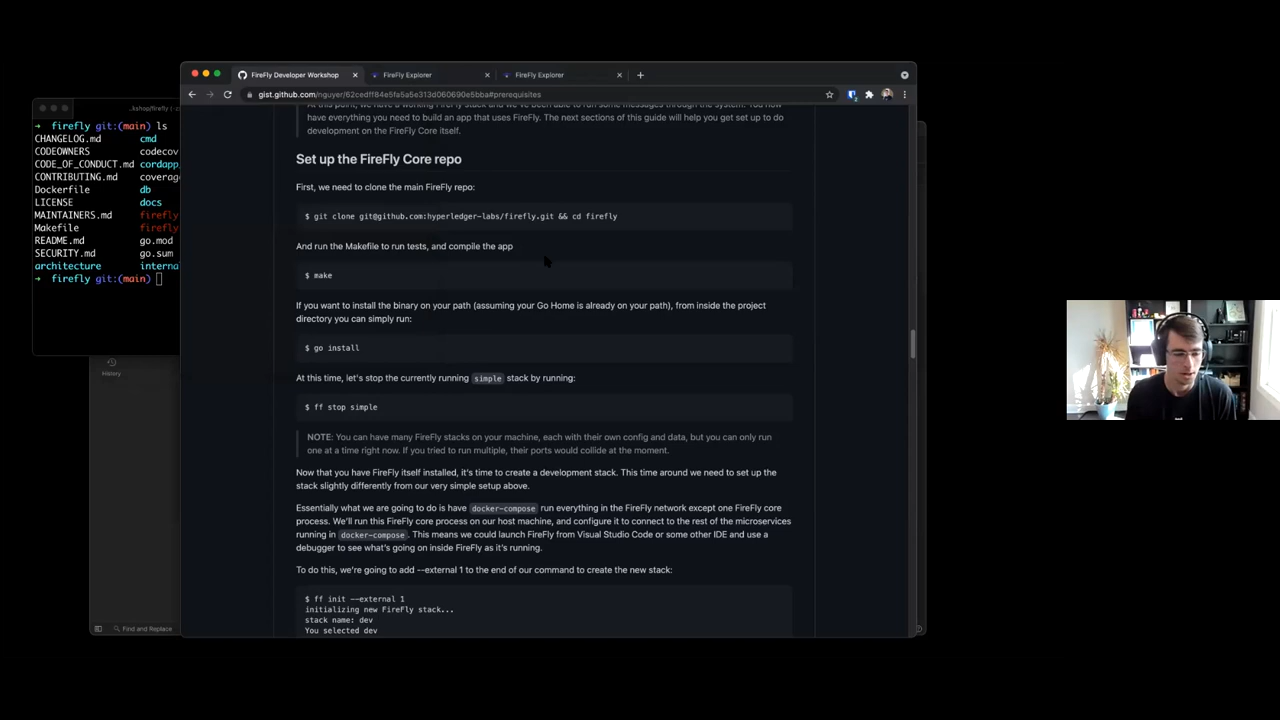 FireFly Developer Workshop
FireFly Explorer
FireFly Explorer
gist.github.com/nguyer/62cedff84e5fa5a5e313d060690e5bba#prerequisites
..kshop/firefly (-z
→ firefly git:(main) ls
CHANGELOG.md cmd
CODEOWNERS codecov
CODE_OF_CONDUCT.md cordapp
CONTRIBUTING.md coverage
Dockerfile db
LICENSE docs
MAINTAINERS.md firefly
Makefile firefly
README.md go.mod
SECURITY.md go.sum
architecture interna
→ firefly git:(main)
History
Find and Replace
At this point, we have a working FireFly stack and we've been able to run some messages through the system. You now
have everything you need to build an app that uses FireFly. The next sections of this guide will help you get set up to do
development on the FireFly Core itself.
Set up the FireFly Core repo
First, we need to clone the main FireFly repo:
$ git clone git@github.com:hyperledger-labs/firefly.git && cd firefly
And run the Makefile to run tests, and compile the app
$ make
If you want to install the binary on your path (assuming your Go Home is already on your path), from inside the project
directory you can simply run:
$ go install
At this time, let's stop the currently running simple stack by running:
$ ff stop simple
NOTE: You can have many FireFly stacks on your machine, each with their own config and data, but you can only run
one at a time right now. If you tried to run multiple, their ports would collide at the moment.
Now that you have FireFly itself installed, it's time to create a development stack. This time around we need to set up the
stack slightly differently from our very simple setup above.
Essentially what we are going to do is have docker-compose run everything in the FireFly network except one FireFly core
process. We'll run this FireFly core process on our host machine, and configure it to connect to the rest of the microservices
running in docker-compose. This means we could launch FireFly from Visual Studio Code or some other IDE and use a
debugger to see what's going on inside FireFly as it's running.
To do this, we're going to add --external 1 to the end of our command to create the new stack:
$ ff init --external 1
initializing new FireFly stack...
stack name: dev
You selected dev